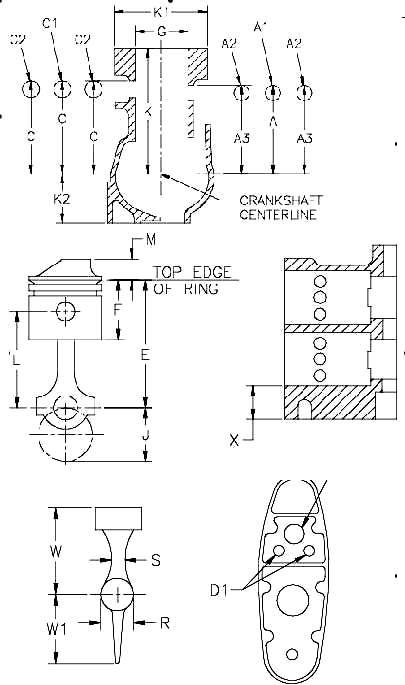 K1
C1
G
A1
C2
C2
A2
A2
C
C
C
K
A3
A
A3
K2
CRANKSHAFT
CENTERLINE
M
TOP EDGE
OF RING
F
L
E
J
X
W
S
D1
W1
R